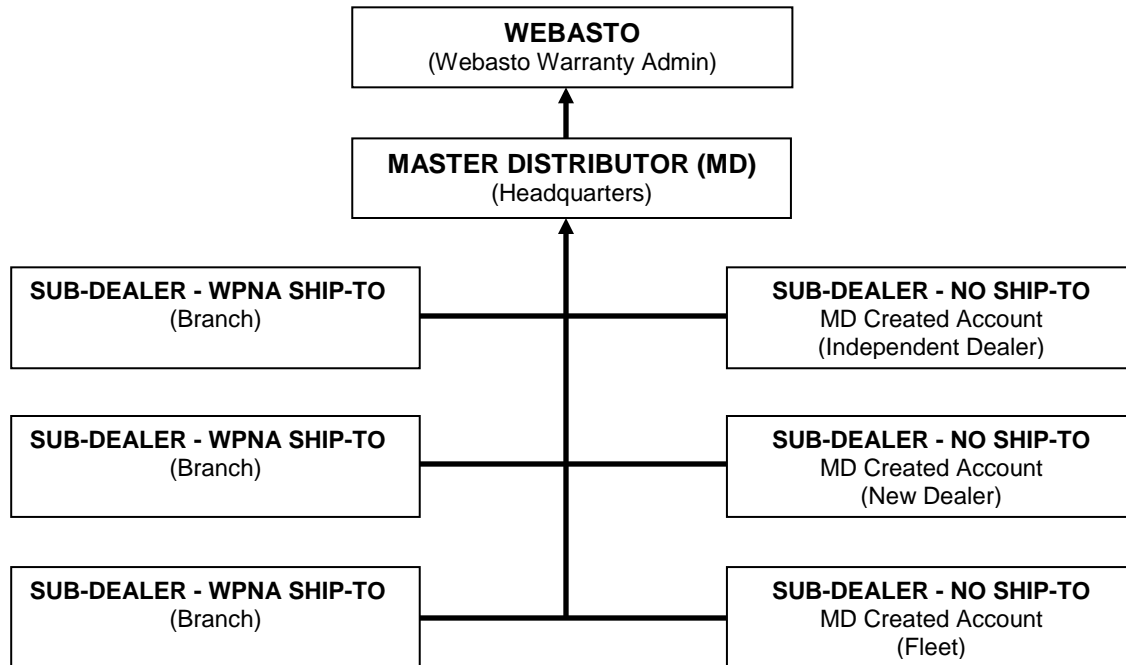 WEBASTO
(Webasto Warranty Admin)
MASTER DISTRIBUTOR (MD)
(Headquarters)
SUB-DEALER - WPNA SHIP-TO
(Branch)
SUB-DEALER - NO SHIP-TO
MD Created Account
(Independent Dealer)
SUB-DEALER - WPNA SHIP-TO
(Branch)
SUB-DEALER - NO SHIP-TO
MD Created Account
(New Dealer)
SUB-DEALER - WPNA SHIP-TO
(Branch)
SUB-DEALER - NO SHIP-TO
MD Created Account
(Fleet)